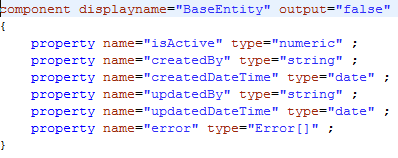 component displayname="BaseEntity" output="false"
{
property name="isActive" type="numeric" ;
property name="createdBy" type="string" ;
property name="createdDateTime" type="date" ;
property name="updatedBy" type="string" ;
property name="updatedDateTime" type="date" ;
property name="error" type="Error[]" ;
}